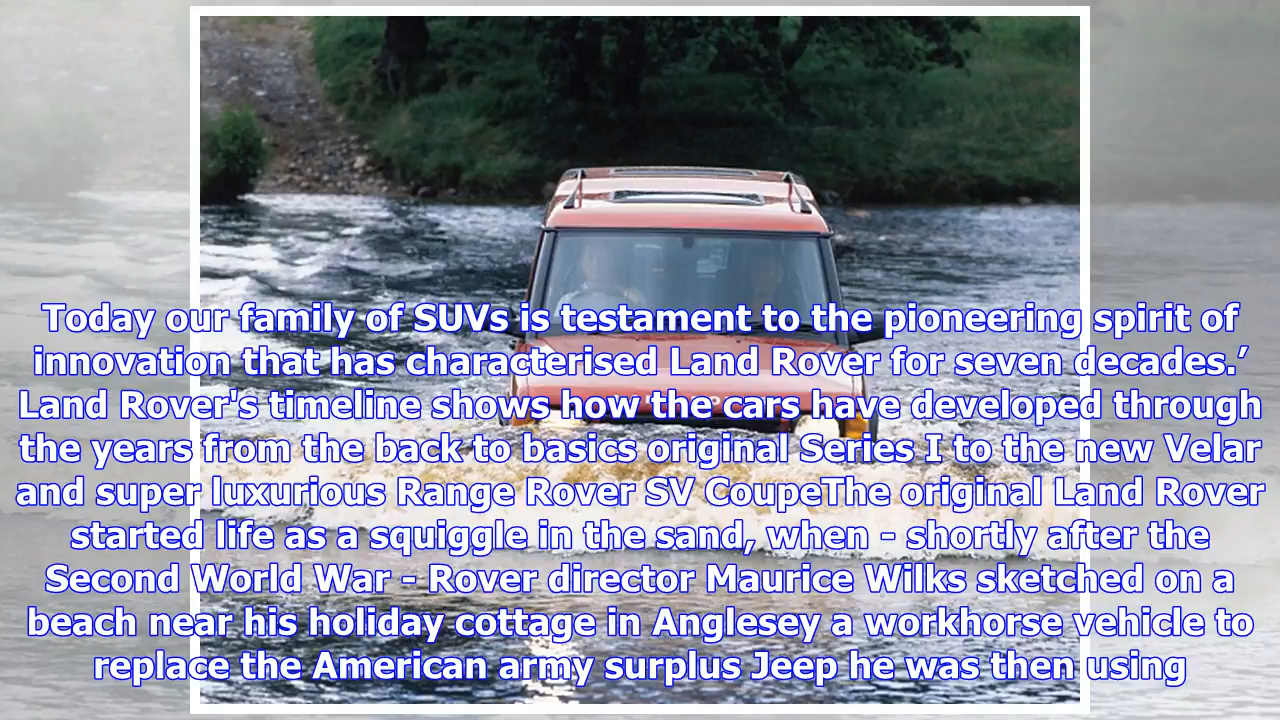 Today our family of SUVs is testament to the pioneering spirit of
innovation that has characterised Land Rover for seven decades.’
Land Rover's timeline shows how the cars have developed through
the years from the back to basics original Series I to the new Velar
and super luxurious Range Rover SV CoupeThe original Land Rover
started life as a squiggle in the sand, when - shortly after the
Second World War - Rover director Maurice Wilks sketched on a
beach near his holiday cottage in Anglesey a workhorse vehicle to
replace the American army surplus Jeep he was then using